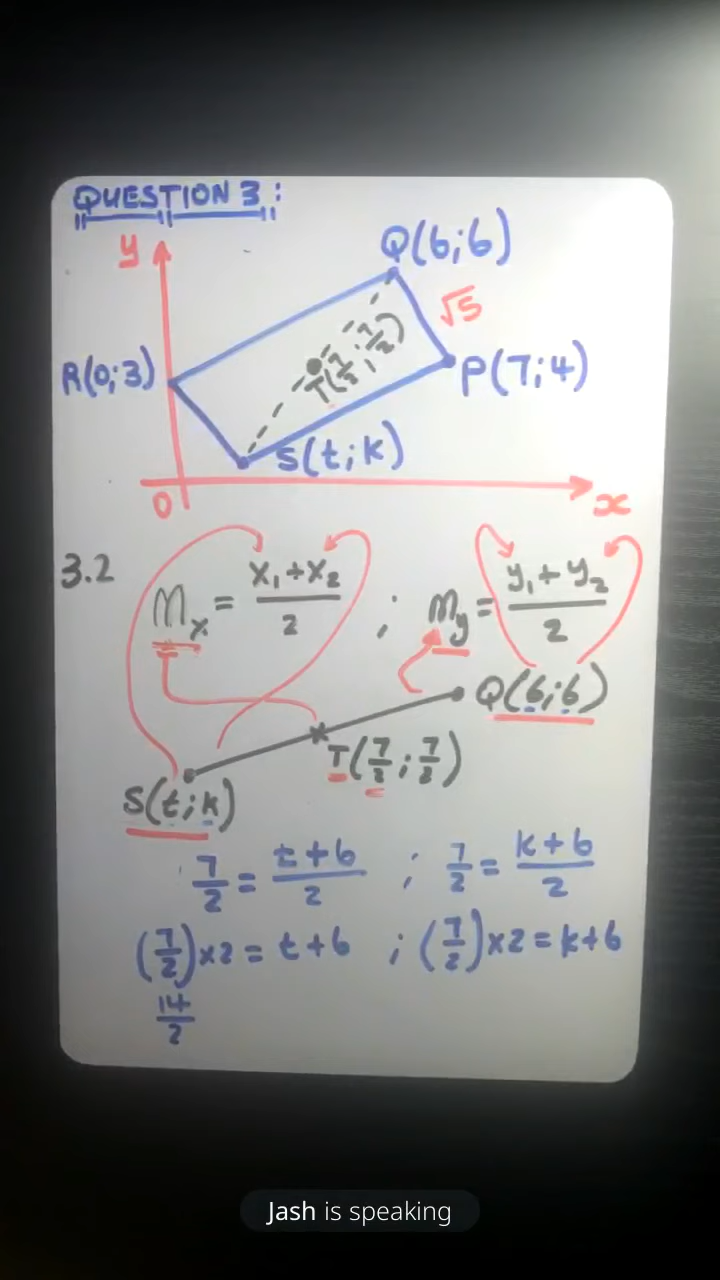 QUESTION 3 :
y
Q(6;6)
√5
R(0;3)
T(7/2;7/2)
P(7;4)
S(t;k)
0
x
3.2
Mx = x1+x2/2 ; My = y1+y2/2
Q(6;6)
T(7/2;7/2)
S(t;k)
7/2 = t+6/2 ; 7/2 = k+6/2
(7/2)×2 = t+6 ; (7/2)×2 = k+6
14/2
Jash is speaking